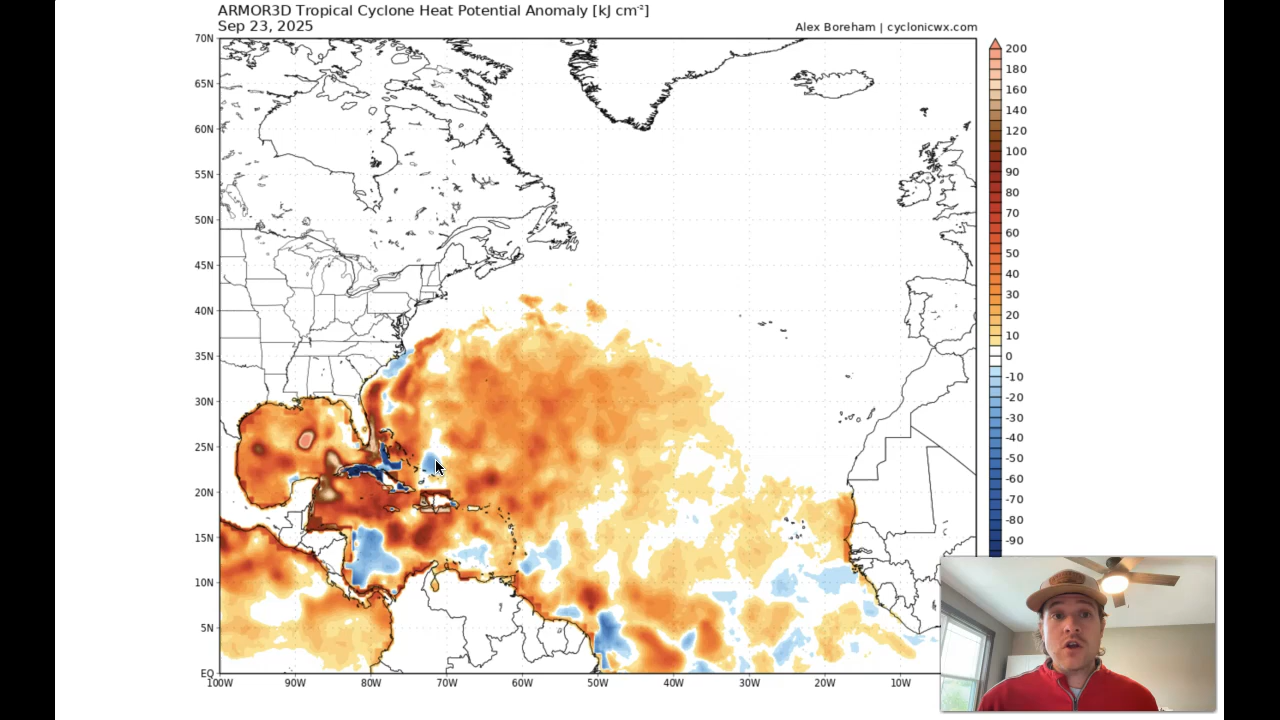 ARMOR3D Tropical Cyclone Heat Potential Anomaly [kJ cm⁻²]
Sep 23, 2025
Alex Boreham | cyclonicwx.com
70N
65N
60N
55N
50N
45N
40N
35N
30N
25N
20N
15N
10N
5N
EQ
100W 90W 80W 70W 60W 50W 40W 30W 20W 10W
200
180
160
140
120
100
90
80
70
60
50
40
30
20
10
0
-10
-20
-30
-40
-50
-60
-70
-80
-90